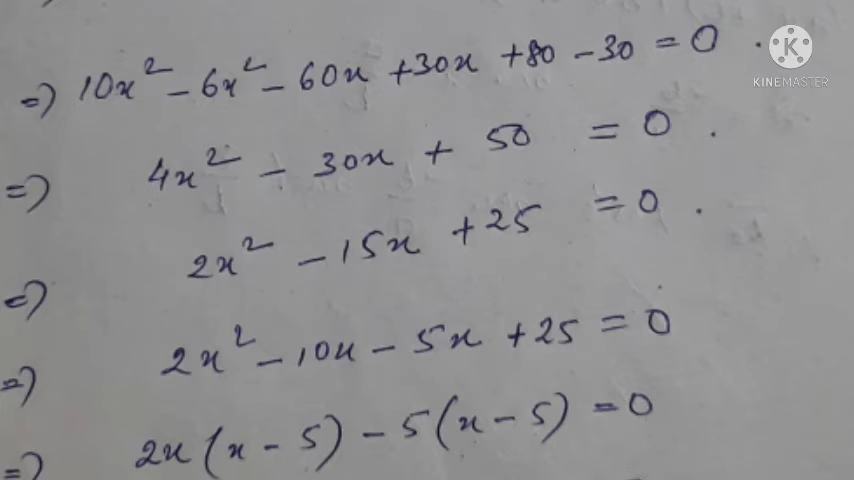 => 10x² - 6x² - 60x + 30x + 80 - 30 = 0 .
KINEMASTER
=> 4x² - 30x + 50 = 0 .
=> 2x² - 15x + 25 = 0 .
=> 2x² - 10x - 5x + 25 = 0
=> 2x(x - 5) - 5(x - 5) = 0